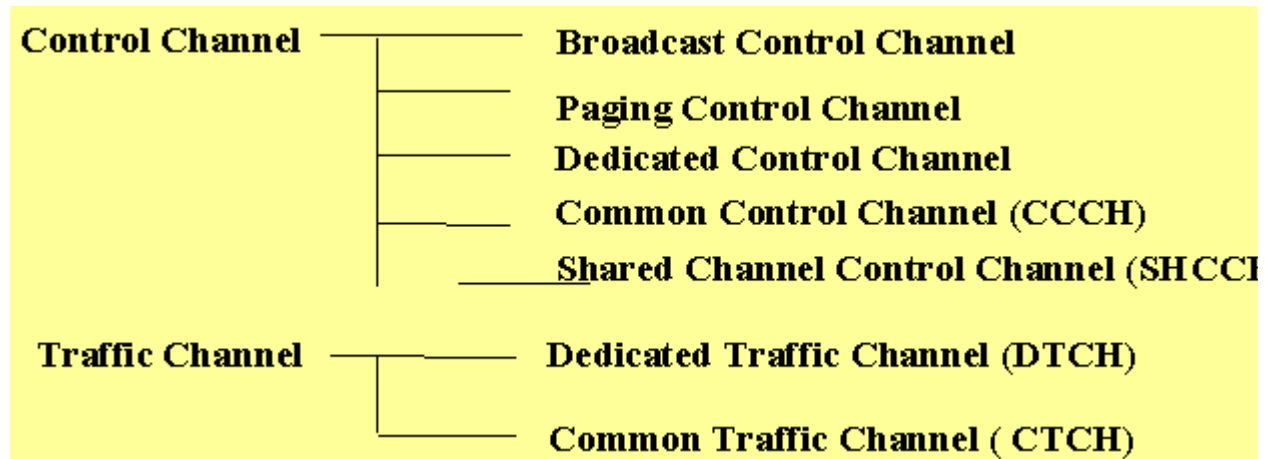 Control Channel Broadcast Control Channel
Paging Control Channel
Dedicated Control Channel
Common Control Channel (CCCH)
Shared Channel Control Channel (SHCC
Traffic Channel Dedicated Traffic Channel (DTCH)
Common Traffic Channel ( CTCH)